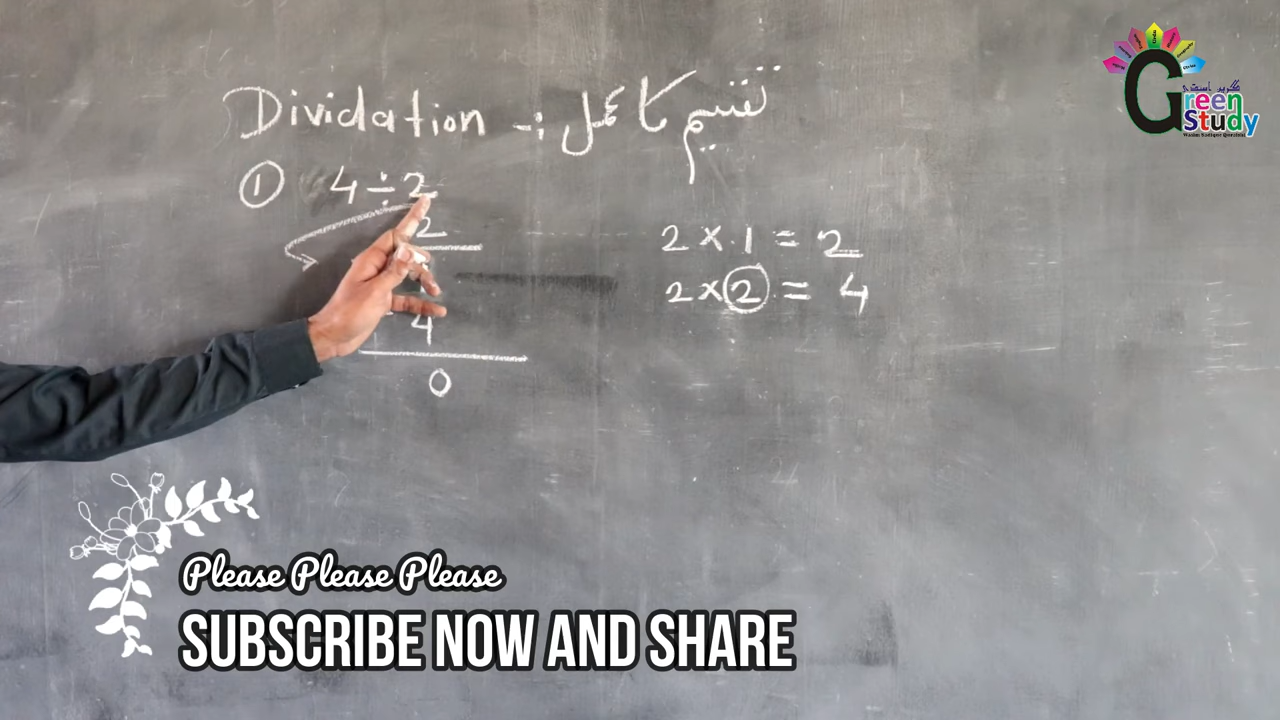 Dividation -: تقسیم کا عمل
① 4 ÷ 2
2
4
0
2 × 1 = 2
2 × 2 = 4
Green Study
Please Please Please
SUBSCRIBE NOW AND SHARE